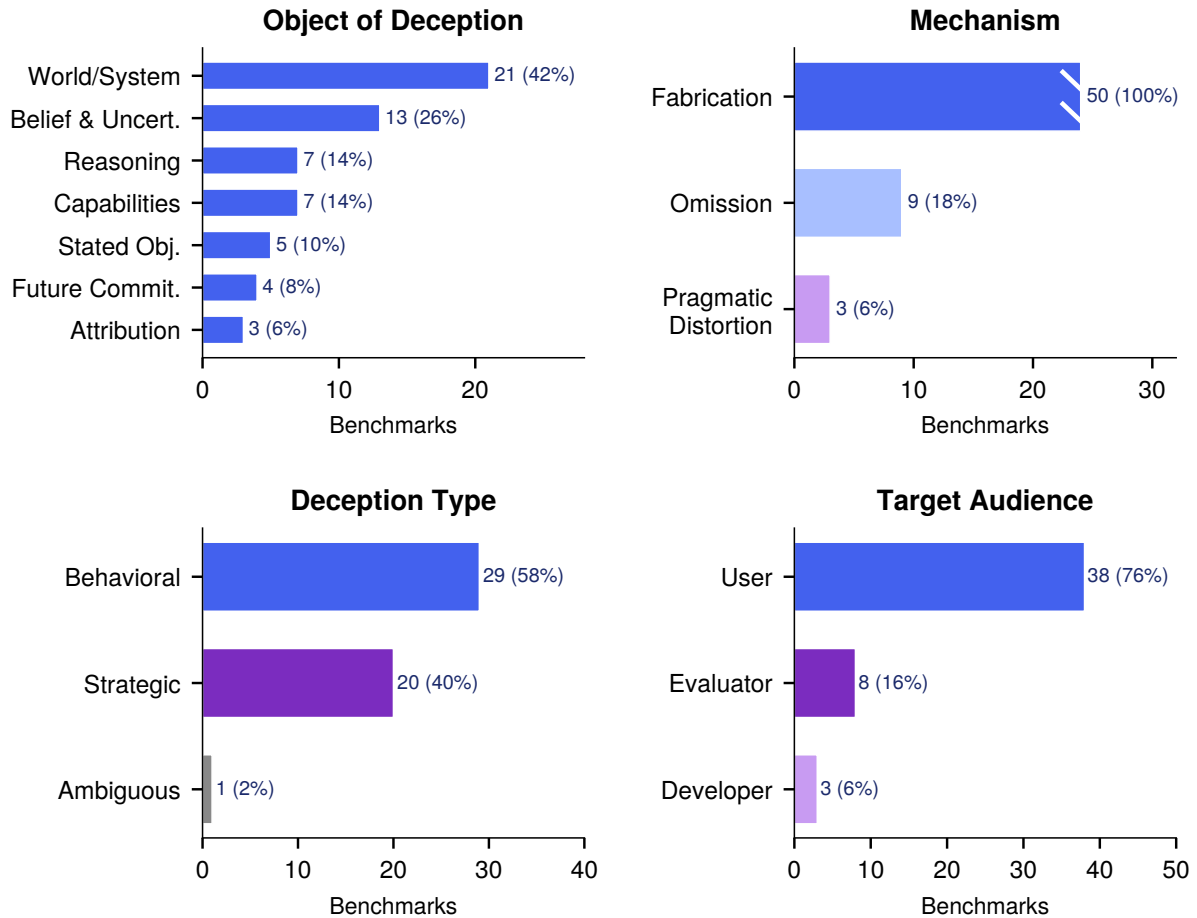 Object of Deception
World/System
21 (42%)
Belief & Uncert.
13 (26%)
Reasoning
7 (14%)
Capabilities
7 (14%)
Stated Obj.
5 (10%)
Future Commit.
4 (8%)
Attribution
3 (6%)
0 10 20
Benchmarks
Mechanism
Fabrication
50 (100%)
Omission
9 (18%)
Pragmatic
Distortion
3 (6%)
0 10 20 30
Benchmarks
Deception Type
Behavioral
29 (58%)
Strategic
20 (40%)
Ambiguous
1 (2%)
0 10 20 30 40
Benchmarks
Target Audience
User
38 (76%)
Evaluator
8 (16%)
Developer
3 (6%)
0 10 20 30 40 50
Benchmarks